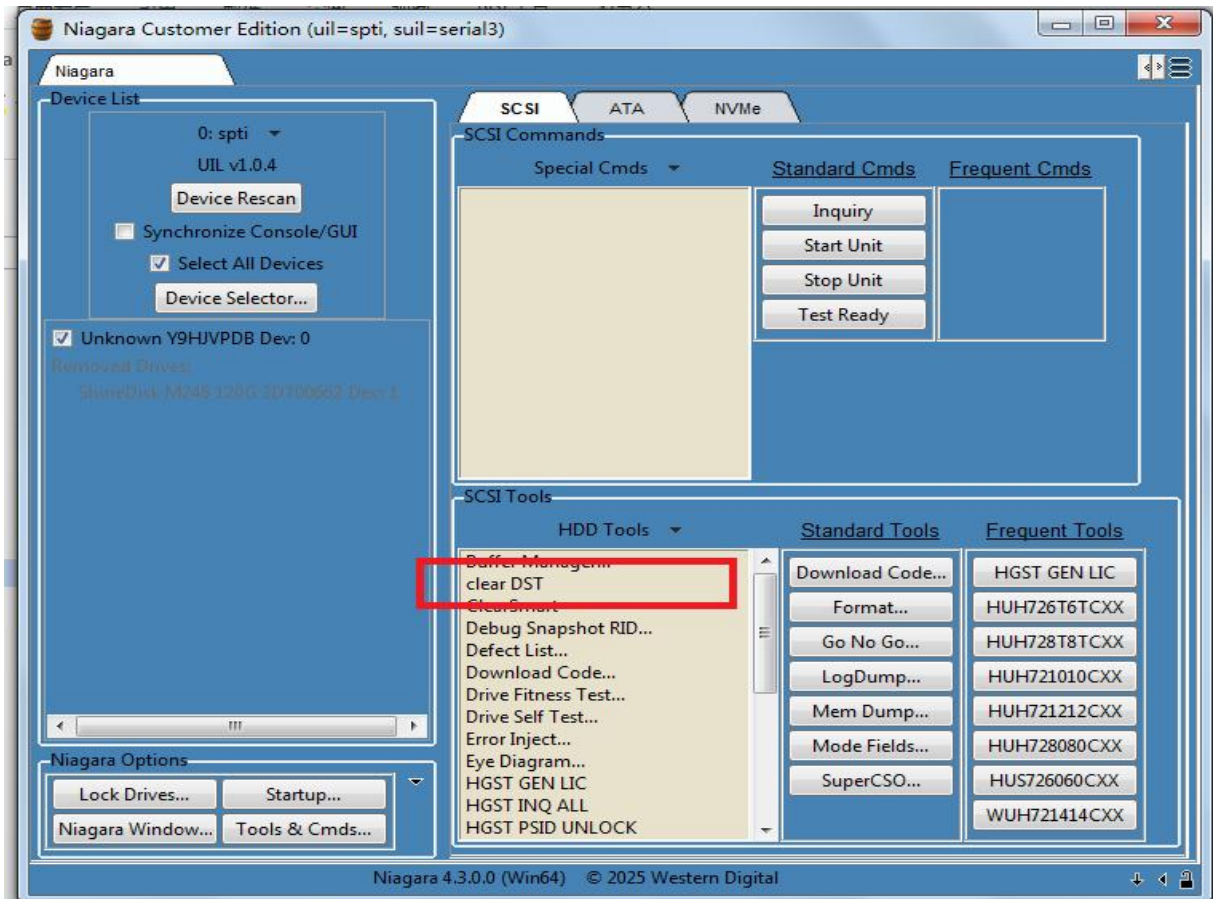 Niagara Customer Edition (uil=spti, suil=serial3)
Niagara
Device List
0: spti
UIL v1.0.4
Device Rescan
Synchronize Console/GUI
Select All Devices
Device Selector...
Unknown Y9HJVPDB Dev: 0
Removed Drives:
Niagara Options
Lock Drives...
Startup...
Niagara Window...
Tools & Cmds...
SCSI
ATA
NVMe
SCSI Commands
Special Cmds
Standard Cmds
Inquiry
Start Unit
Stop Unit
Test Ready
Frequent Cmds
SCSI Tools
HDD Tools
Buffer Manager...
clear DST
ClearSmart
Debug Snapshot RID...
Defect List...
Download Code...
Drive Fitness Test...
Drive Self Test...
Error Inject...
Eye Diagram...
HGST GEN LIC
HGST INQ ALL
HGST PSID UNLOCK
Standard Tools
Download Code...
Format...
Go No Go...
LogDump...
Mem Dump...
Mode Fields...
SuperCSO...
Frequent Tools
HGST GEN LIC
HUH726T6TCXX
HUH728T8TCXX
HUH721010CXX
HUH721212CXX
HUH728080CXX
HUS726060CXX
WUH721414CXX
Niagara 4.3.0.0 (Win64) © 2025 Western Digital